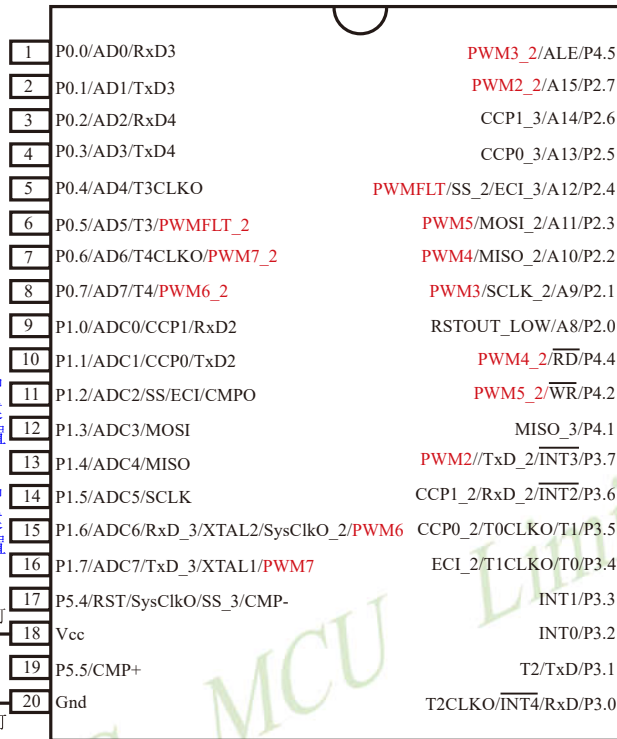 1 P0.0/AD0/RxD3 PWM3_2/ALE/P4.5
2 P0.1/AD1/TxD3 PWM2_2/A15/P2.7
3 P0.2/AD2/RxD4 CCP1_3/A14/P2.6
4 P0.3/AD3/TxD4 CCP0_3/A13/P2.5
5 P0.4/AD4/T3CLKO PWMFLT/SS_2/ECI_3/A12/P2.4
6 P0.5/AD5/T3/PWMFLT_2 PWM5/MOSI_2/A11/P2.3
7 P0.6/AD6/T4CLKO/PWM7_2 PWM4/MISO_2/A10/P2.2
8 P0.7/AD7/T4/PWM6_2 PWM3/SCLK_2/A9/P2.1
9 P1.0/ADC0/CCP1/RxD2 RSTOUT_LOW/A8/P2.0
10 P1.1/ADC1/CCP0/TxD2 PWM4_2/RD/P4.4
11 P1.2/ADC2/SS/ECI/CMPO PWM5_2/WR/P4.2
12 P1.3/ADC3/MOSI MISO_3/P4.1
13 P1.4/ADC4/MISO PWM2//TxD_2/INT3/P3.7
14 P1.5/ADC5/SCLK CCP1_2/RxD_2/INT2/P3.6
15 P1.6/ADC6/RxD_3/XTAL2/SysClkO_2/PWM6 CCP0_2/T0CLKO/T1/P3.5
16 P1.7/ADC7/TxD_3/XTAL1/PWM7 ECI_2/T1CLKO/T0/P3.4
17 P5.4/RST/SysClkO/SS_3/CMP- INT1/P3.3
18 Vcc INT0/P3.2
19 P5.5/CMP+ T2/TxD/P3.1
20 Gnd T2CLKO/INT4/RxD/P3.0
MCU